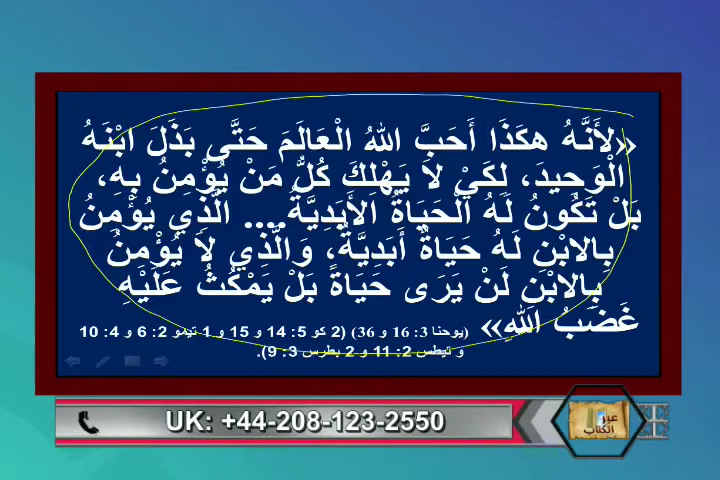 «لأَنَّهُ هكَذَا أَحَبَّ اللهُ الْعَالَمَ حَتَّى بَذَلَ ابْنَهُ
الْوَحِيدَ، لِكَيْ لاَ يَهْلِكَ كُلُّ مَنْ يُؤْمِنُ بِهِ،
بَلْ تَكُونُ لَهُ الْحَيَاةُ الأَبَدِيَّةُ.... الَّذِي يُؤْمِنُ
بِالابْنِ لَهُ حَيَاةٌ أَبَدِيَّةٌ، وَالَّذِي لاَ يُؤْمِنُ
بِالابْنِ لَنْ يَرَى حَيَاةً بَلْ يَمْكُثُ عَلَيْهِ
غَضَبُ اللهِ» (يوحنا 3: 16 و 36) (2 كو 5: 14 و 15 و 1 تيمو 2: 6 و 4: 10
و تيطس 2: 11 و 2 بطرس 3: 9).
UK: +44-208-123-2550
عبر
الكتاب